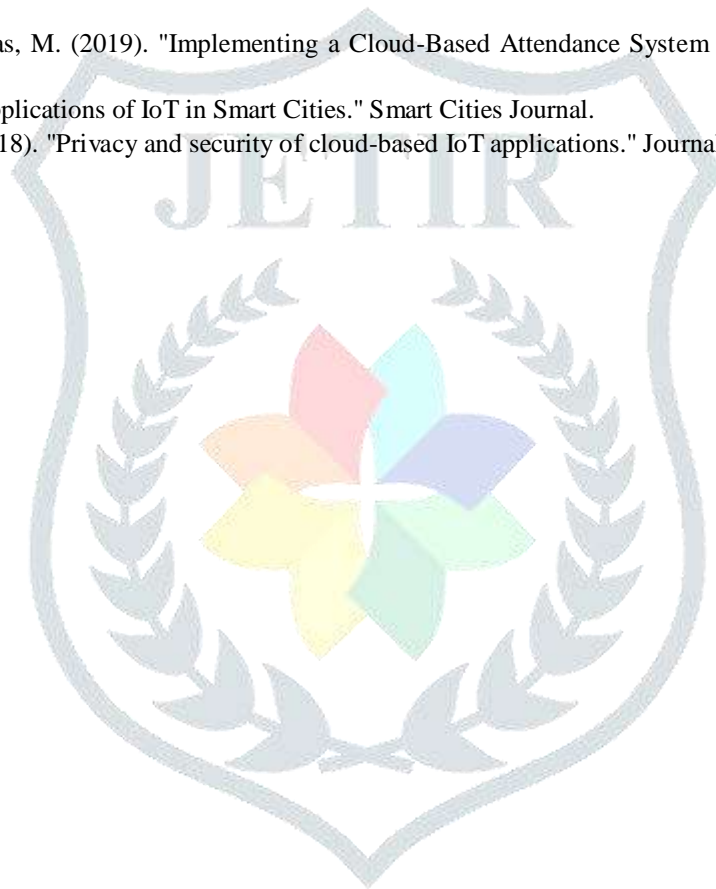 as, M. (2019). "Implementing a Cloud-Based Attendance System
plications of IoT in Smart Cities." Smart Cities Journal.
18). "Privacy and security of cloud-based IoT applications." Journal
JETIR